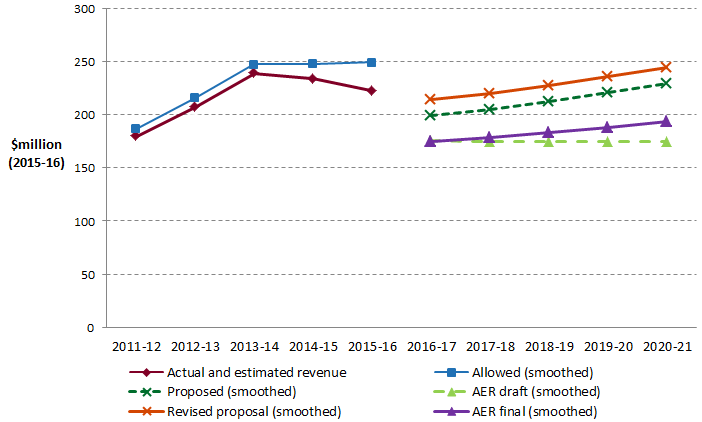 300
250
200
150
100
50
0
$million
(2015-16)
2011-12 2012-13 2013-14 2014-15 2015-16 2016-17 2017-18 2018-19 2019-20 2020-21
Actual and estimated revenue Allowed (smoothed)
Proposed (smoothed) AER draft (smoothed)
Revised proposal (smoothed) AER final (smoothed)